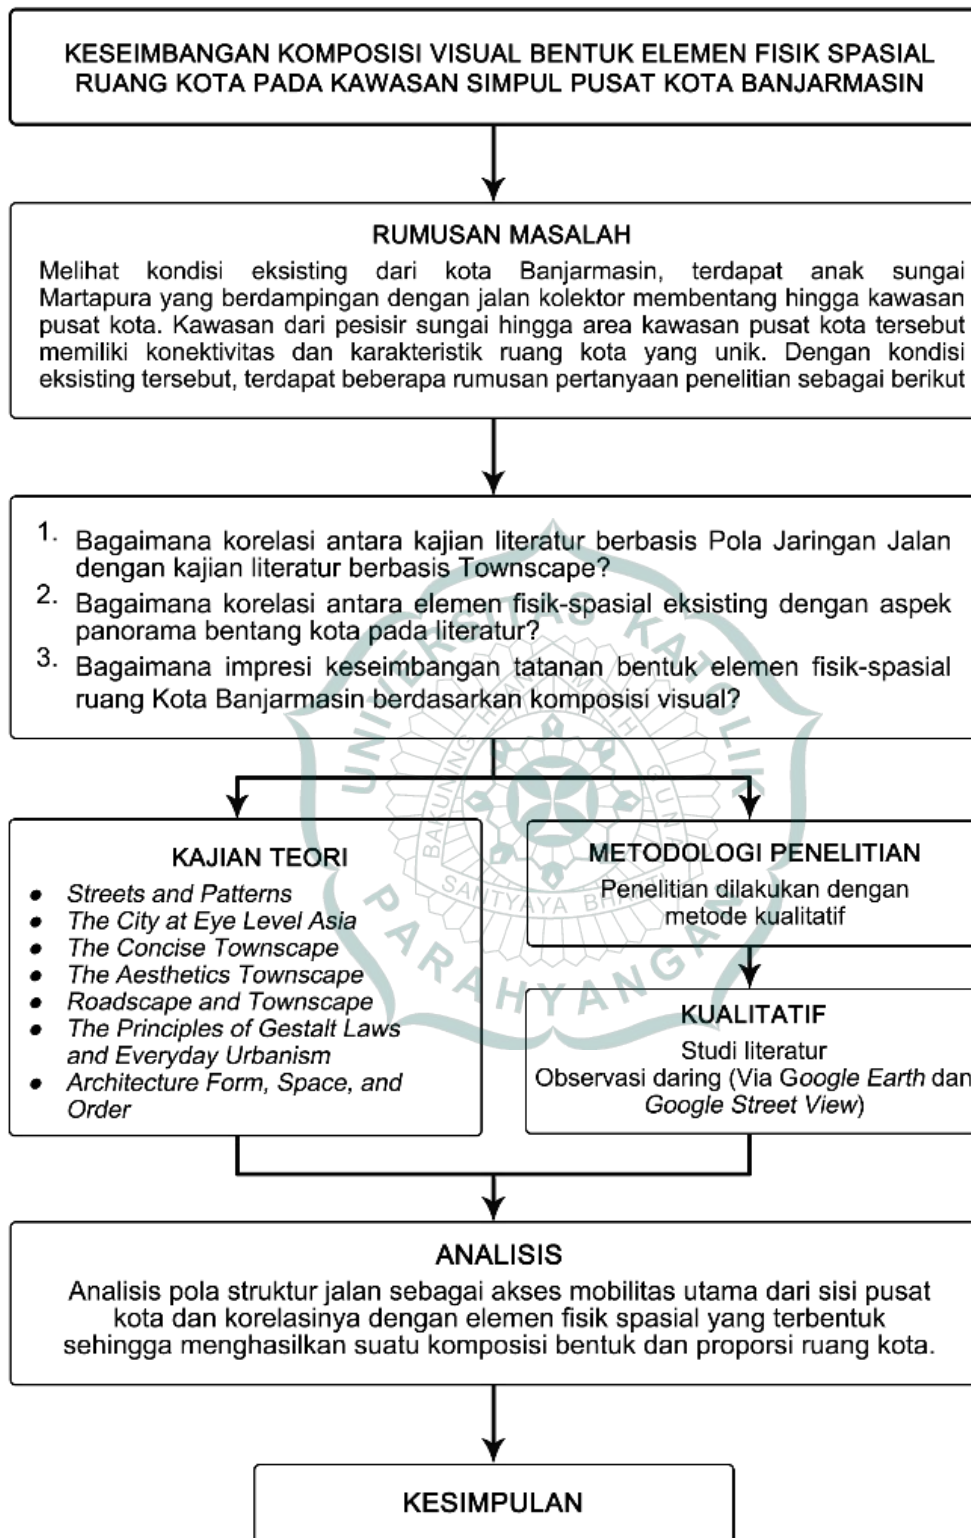 KESEIMBANGAN KOMPOSISI VISUAL BENTUK ELEMEN FISIK SPASIAL
RUANG KOTA PADA KAWASAN SIMPUL PUSAT KOTA BANJARMASIN
RUMUSAN MASALAH
Melihat kondisi eksisting dari kota Banjarmasin, terdapat anak sungai
Martapura yang berdampingan dengan jalan kolektor membentang hingga kawasan
pusat kota. Kawasan dari pesisir sungai hingga area kawasan pusat kota tersebut
memiliki konektivitas dan karakteristik ruang kota yang unik. Dengan kondisi
eksisting tersebut, terdapat beberapa rumusan pertanyaan penelitian sebagai berikut
1. Bagaimana korelasi antara kajian literatur berbasis Pola Jaringan Jalan
dengan kajian literatur berbasis Townscape?
2. Bagaimana korelasi antara elemen fisik-spasial eksisting dengan aspek
panorama bentang kota pada literatur?
3. Bagaimana impresi keseimbangan tatanan bentuk elemen fisik-spasial
ruang Kota Banjarmasin berdasarkan komposisi visual?
KAJIAN TEORI
● Streets and Patterns
● The City at Eye Level Asia
● The Concise Townscape
● The Aesthetics Townscape
● Roadscape and Townscape
● The Principles of Gestalt Laws
and Everyday Urbanism
● Architecture Form, Space, and
Order
METODOLOGI PENELITIAN
Penelitian dilakukan dengan
metode kualitatif
KUALITATIF
Studi literatur
Observasi daring (Via Google Earth dan
Google Street View)
ANALISIS
Analisis pola struktur jalan sebagai akses mobilitas utama dari sisi pusat
kota dan korelasinya dengan elemen fisik spasial yang terbentuk
sehingga menghasilkan suatu komposisi bentuk dan proporsi ruang kota.
KESIMPULAN
UNIVERSITAS KATOLIK
PARAHYANGAN